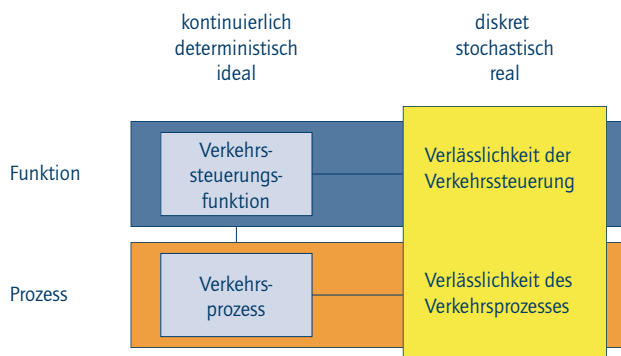 kontinuierlich
deterministisch
ideal
diskret
stochastisch
real
Funktion
Verkehrs-
steuerungs-
funktion
Verlässlichkeit der
Verkehrssteuerung
Prozess
Verkehrs-
prozess
Verlässlichkeit des
Verkehrsprozesses